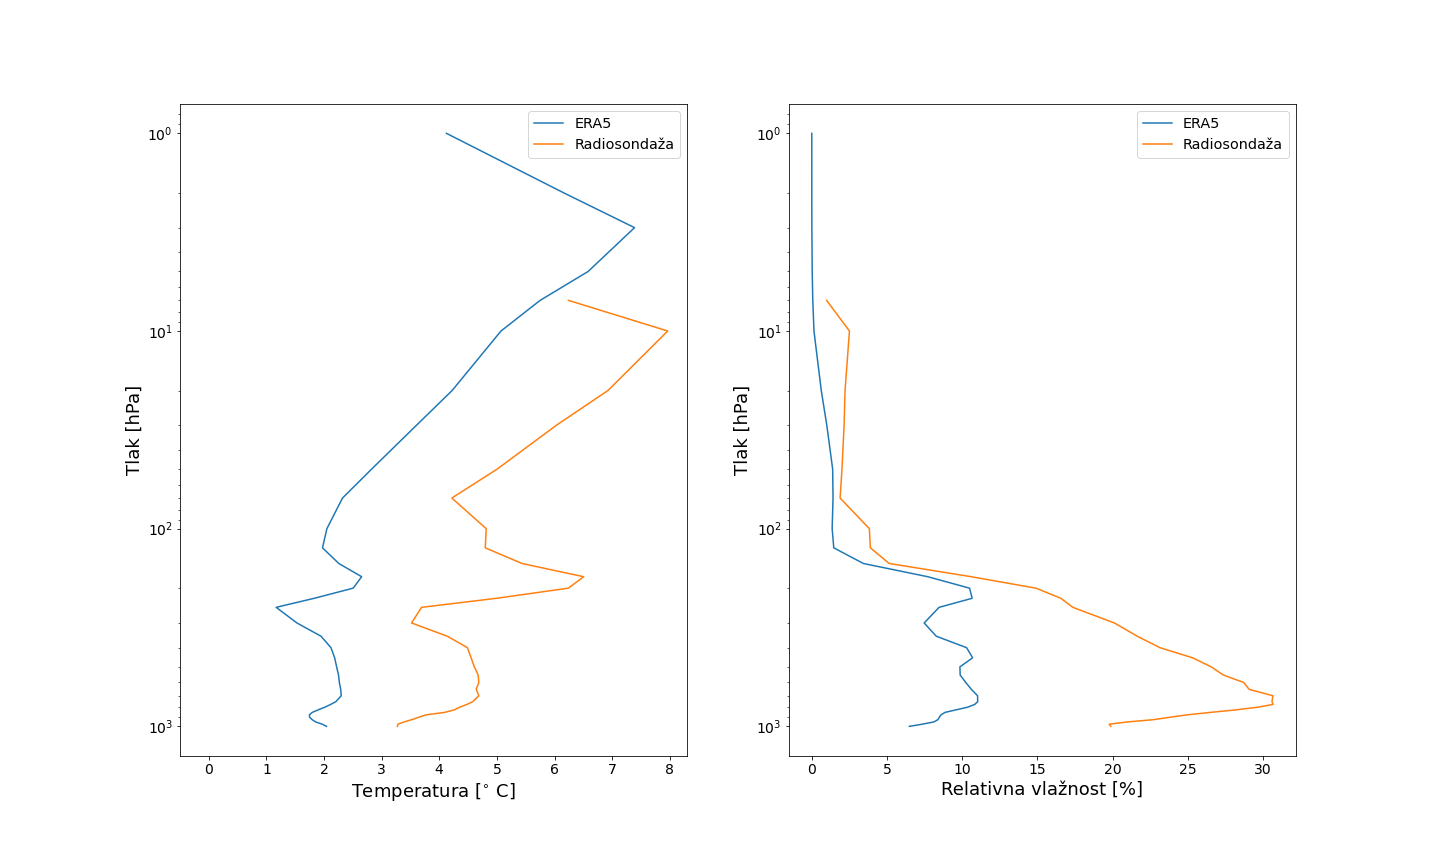 ERA5
Radiosondaža
10^0
10^1
10^2
10^3
Tlak [hPa]
0 1 2 3 4 5 6 7 8
Temperatura [° C]
ERA5
Radiosondaža
10^0
10^1
10^2
10^3
Tlak [hPa]
0 5 10 15 20 25 30
Relativna vlažnost [%]